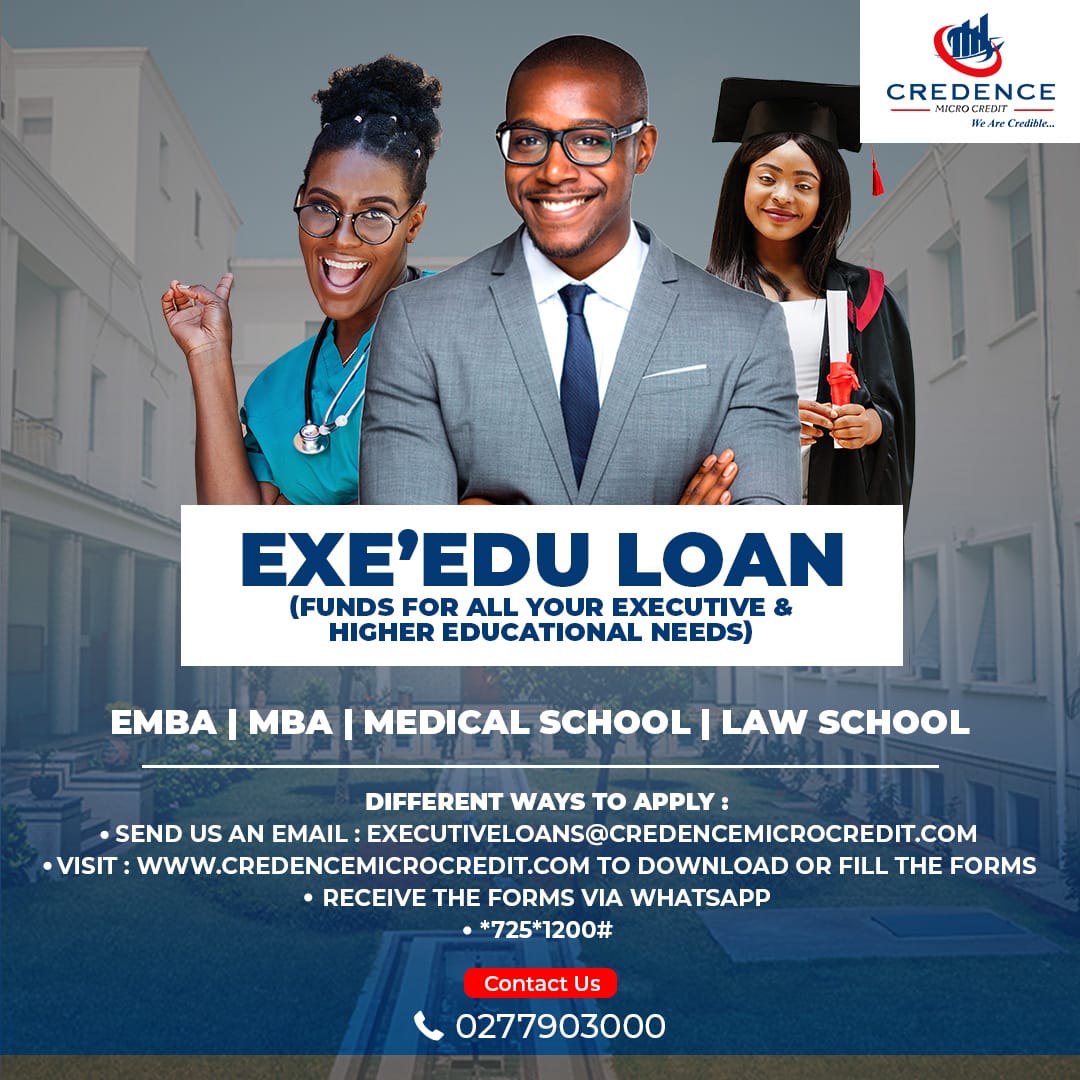 CREDENCE
MICRO CREDIT
We Are Credible...
EXE’EDU LOAN
(FUNDS FOR ALL YOUR EXECUTIVE &
HIGHER EDUCATIONAL NEEDS)
EMBA | MBA | MEDICAL SCHOOL | LAW SCHOOL
DIFFERENT WAYS TO APPLY :
• SEND US AN EMAIL : EXECUTIVELOANS@CREDENCEMICROCREDIT.COM
• VISIT : WWW.CREDENCEMICROCREDIT.COM TO DOWNLOAD OR FILL THE FORMS
• RECEIVE THE FORMS VIA WHATSAPP
• *725*1200#
Contact Us
0277903000